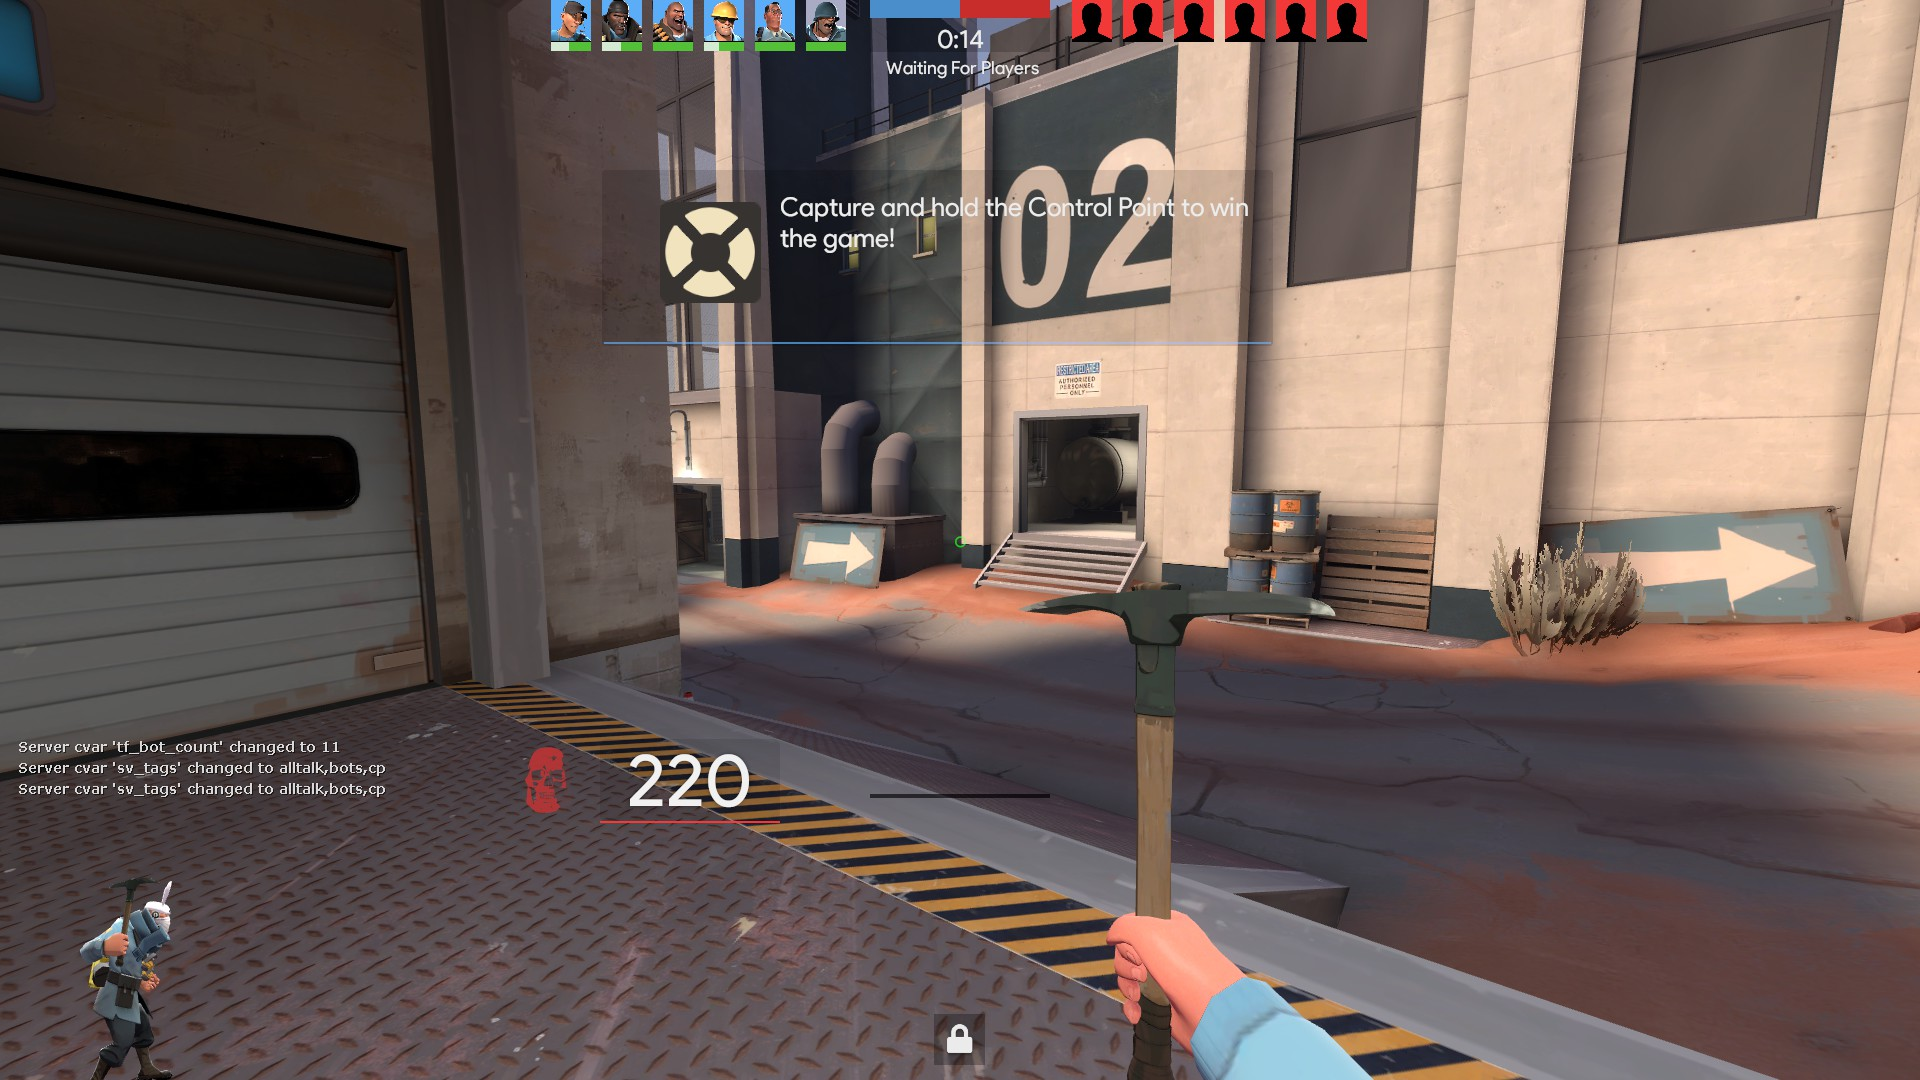 0:14
Waiting For Players
02
Capture and hold the Control Point to win
the game!
RESTRICTED AREA
AUTHORIZED
PERSONNEL
ONLY
Server cvar 'tf_bot_count' changed to 11
Server cvar 'sv_tags' changed to alltalk,bots,cp
Server cvar 'sv_tags' changed to alltalk,bots,cp
220